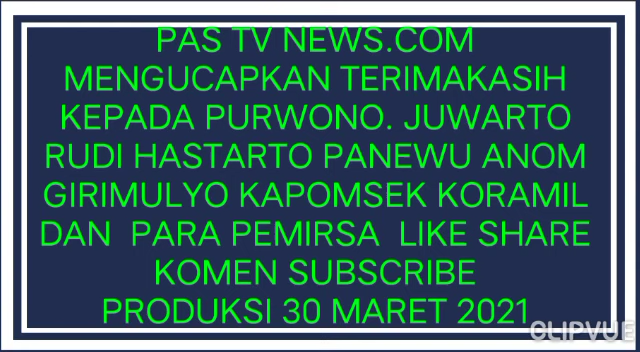 PAS TV NEWS.COM
MENGUCAPKAN TERIMAKASIH
KEPADA PURWONO. JUWARTO
RUDI HASTARTO PANEWU ANOM
GIRIMULYO KAPOMSEK KORAMIL
DAN PARA PEMIRSA LIKE SHARE
KOMEN SUBSCRIBE
PRODUKSI 30 MARET 2021
CLIPVUE